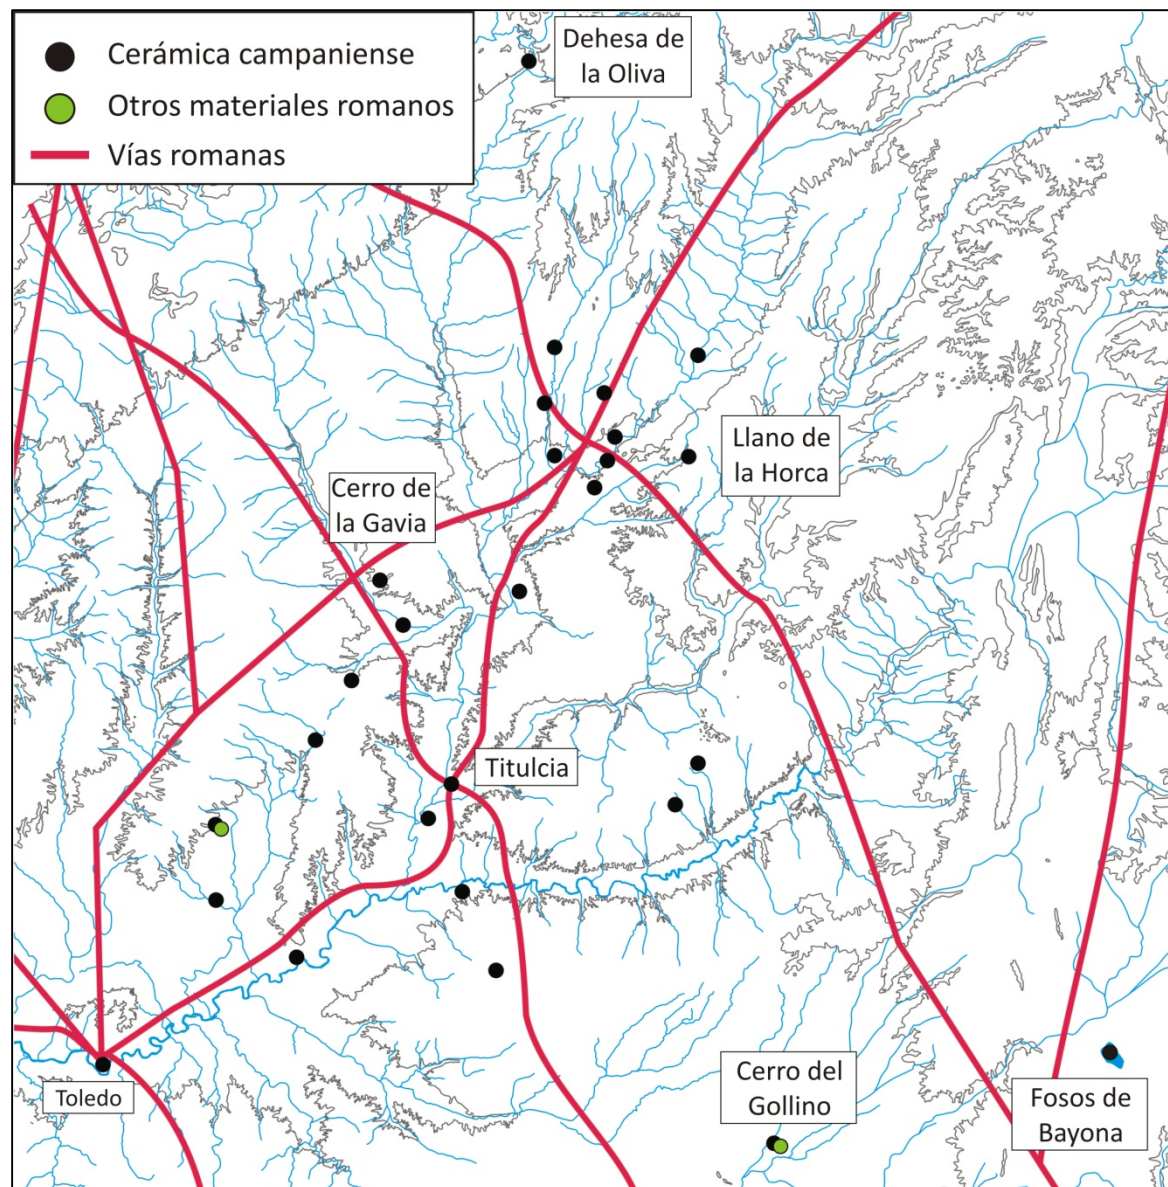 Cerámica campaniense
Otros materiales romanos
Vías romanas
Dehesa de
la Oliva
Llano de
la Horca
Cerro de
la Gavia
Titulcia
Toledo
Cerro del
Gollino
Fosos de
Bayona